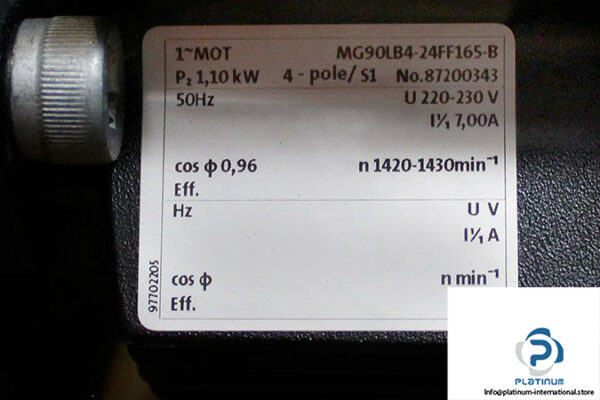 1~MOT MG90LB4-24FF165-B
P₂ 1,10 kW 4 - pole/ S1 No.87200343
50Hz U 220-230 V
I¹/₁ 7,00A
cos ϕ 0,96 n 1420-1430min⁻¹
Eff.
Hz U V
I¹/₁ A
cos ϕ n min⁻¹
Eff.
97702205
PLATINUM
Info@platinum-international.store